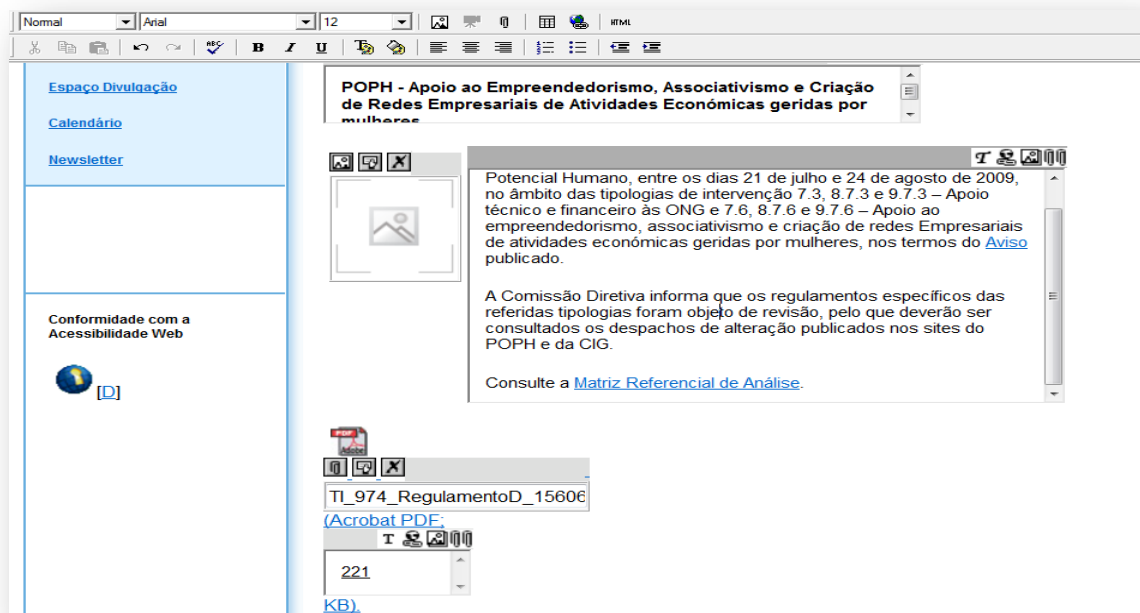 Normal Arial 12 HTML
ABC B I U
Espaço Divulgação
Calendário
Newsletter
Conformidade com a
Acessibilidade Web
[D]
POPH - Apoio ao Empreendedorismo, Associativismo e Criação
de Redes Empresariais de Atividades Económicas geridas por
mulheres
T
Potencial Humano, entre os dias 21 de julho e 24 de agosto de 2009,
no âmbito das tipologias de intervenção 7.3, 8.7.3 e 9.7.3 – Apoio
técnico e financeiro às ONG e 7.6, 8.7.6 e 9.7.6 – Apoio ao
empreendedorismo, associativismo e criação de redes Empresariais
de atividades económicas geridas por mulheres, nos termos do Aviso
publicado.
A Comissão Diretiva informa que os regulamentos específicos das
referidas tipologias foram objeto de revisão, pelo que deverão ser
consultados os despachos de alteração publicados nos sites do
POPH e da CIG.
Consulte a Matriz Referencial de Análise.
PDF
Adobe
TI_974_RegulamentoD_15606
(Acrobat PDF;
T
221
KB).